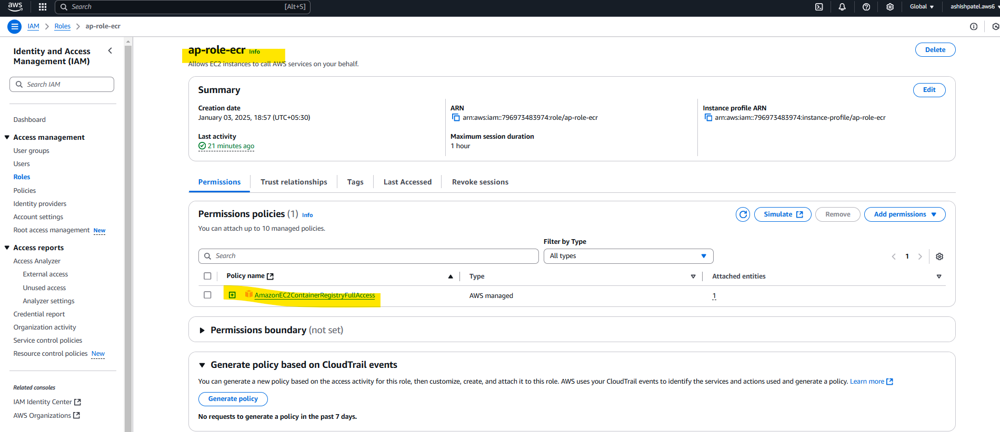 aws
Search [Alt+S]
Global ▼ ashishpatel.aws6
IAM > Roles > ap-role-ecr
Identity and Access Management (IAM)
Search IAM
Dashboard
Access management
User groups
Users
Roles
Policies
Identity providers
Account settings
Root access management New
Access reports
Access Analyzer
External access
Unused access
Analyzer settings
Credential report
Organization activity
Service control policies
Resource control policies New
Related consoles
IAM Identity Center
AWS Organizations
ap-role-ecr Info
Delete
Allows EC2 instances to call AWS services on your behalf.
Summary
Edit
Creation date
January 03, 2025, 18:57 (UTC+05:30)
Last activity
21 minutes ago
ARN
arn:aws:iam::796973483974:role/ap-role-ecr
Maximum session duration
1 hour
Instance profile ARN
arn:aws:iam::796973483974:instance-profile/ap-role-ecr
Permissions Trust relationships Tags Last Accessed Revoke sessions
Permissions policies (1) Info
Simulate Remove Add permissions
You can attach up to 10 managed policies.
Filter by Type
Search All types
1
Policy name Type Attached entities
AmazonEC2ContainerRegistryFullAccess AWS managed 1
Permissions boundary (not set)
Generate policy based on CloudTrail events
You can generate a new policy based on the access activity for this role, then customize, create, and attach it to this role. AWS uses your CloudTrail events to identify the services and actions used and generate a policy. Learn more
Generate policy
No requests to generate a policy in the past 7 days.